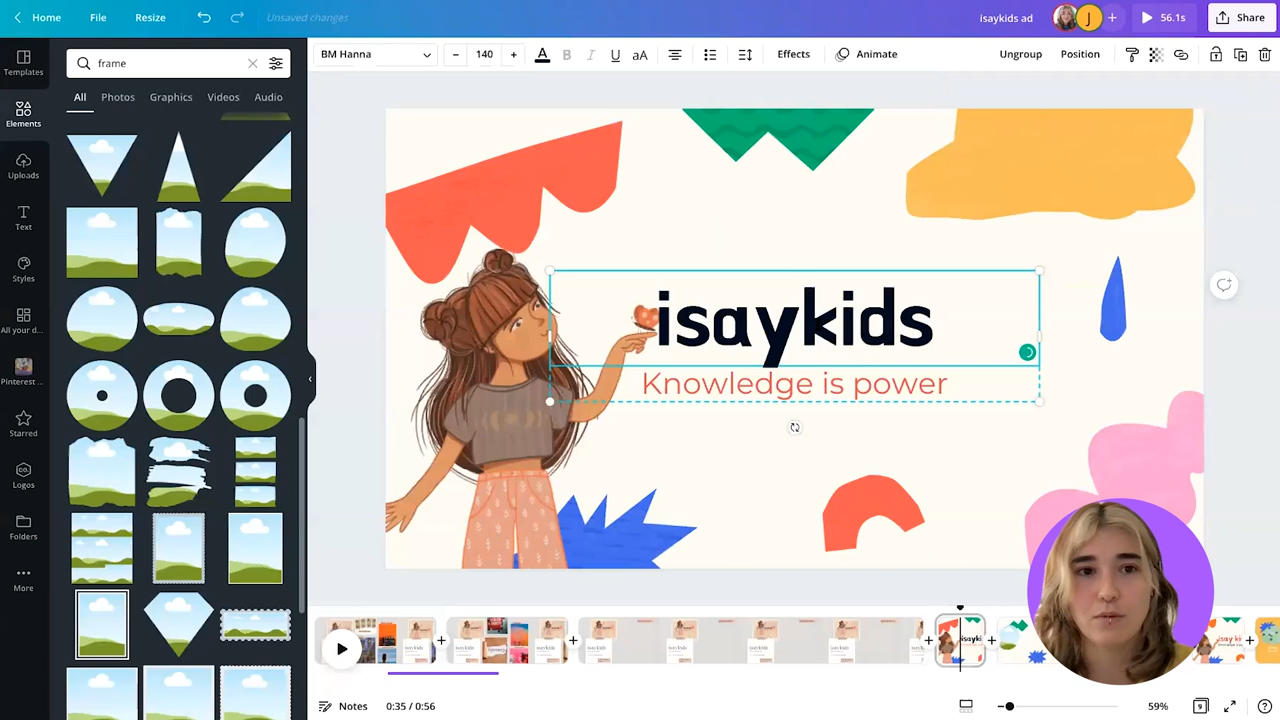 Home
File
Resize
Unsaved changes
isaykids ad
J
+
56.1s
Share
Templates
Elements
Uploads
Text
Styles
All your d...
Pinterest ...
Starred
Logos
Folders
More
frame
All
Photos
Graphics
Videos
Audio
BM Hanna
– 140 +
A
B
I
U
aA
Effects
Animate
Ungroup
Position
isaykids
Knowledge is power
Notes
0:35 / 0:56
59%
9